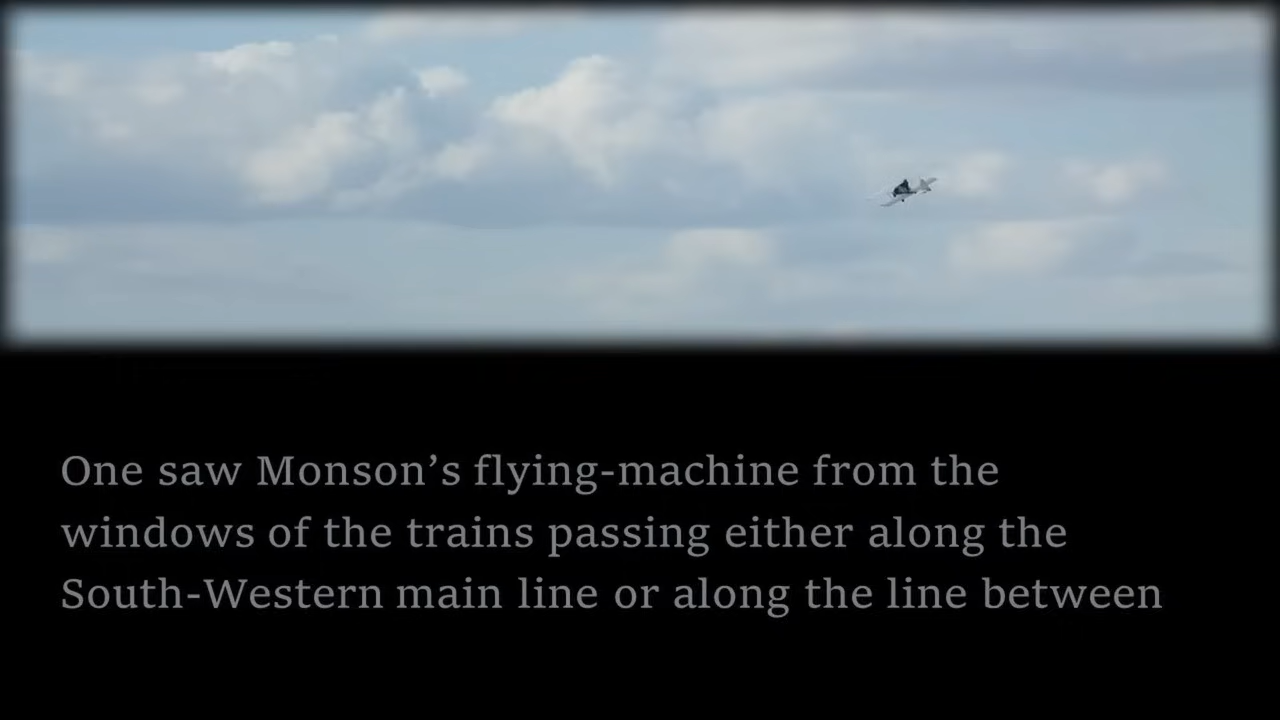 One saw Monson’s flying-machine from the
windows of the trains passing either along the
South-Western main line or along the line between